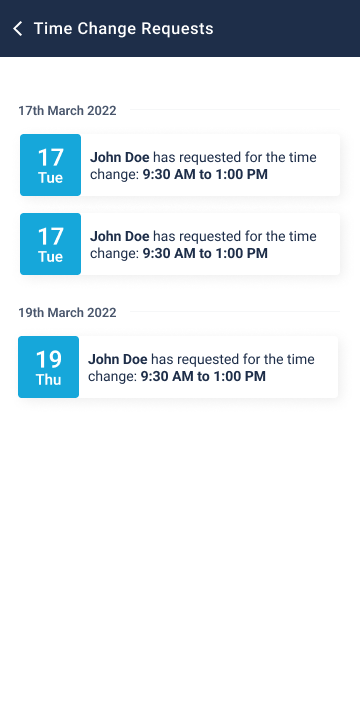 Time Change Requests
17th March 2022
17
Tue
John Doe has requested for the time
change: 9:30 AM to 1:00 PM
17
Tue
John Doe has requested for the time
change: 9:30 AM to 1:00 PM
19th March 2022
19
Thu
John Doe has requested for the time
change: 9:30 AM to 1:00 PM